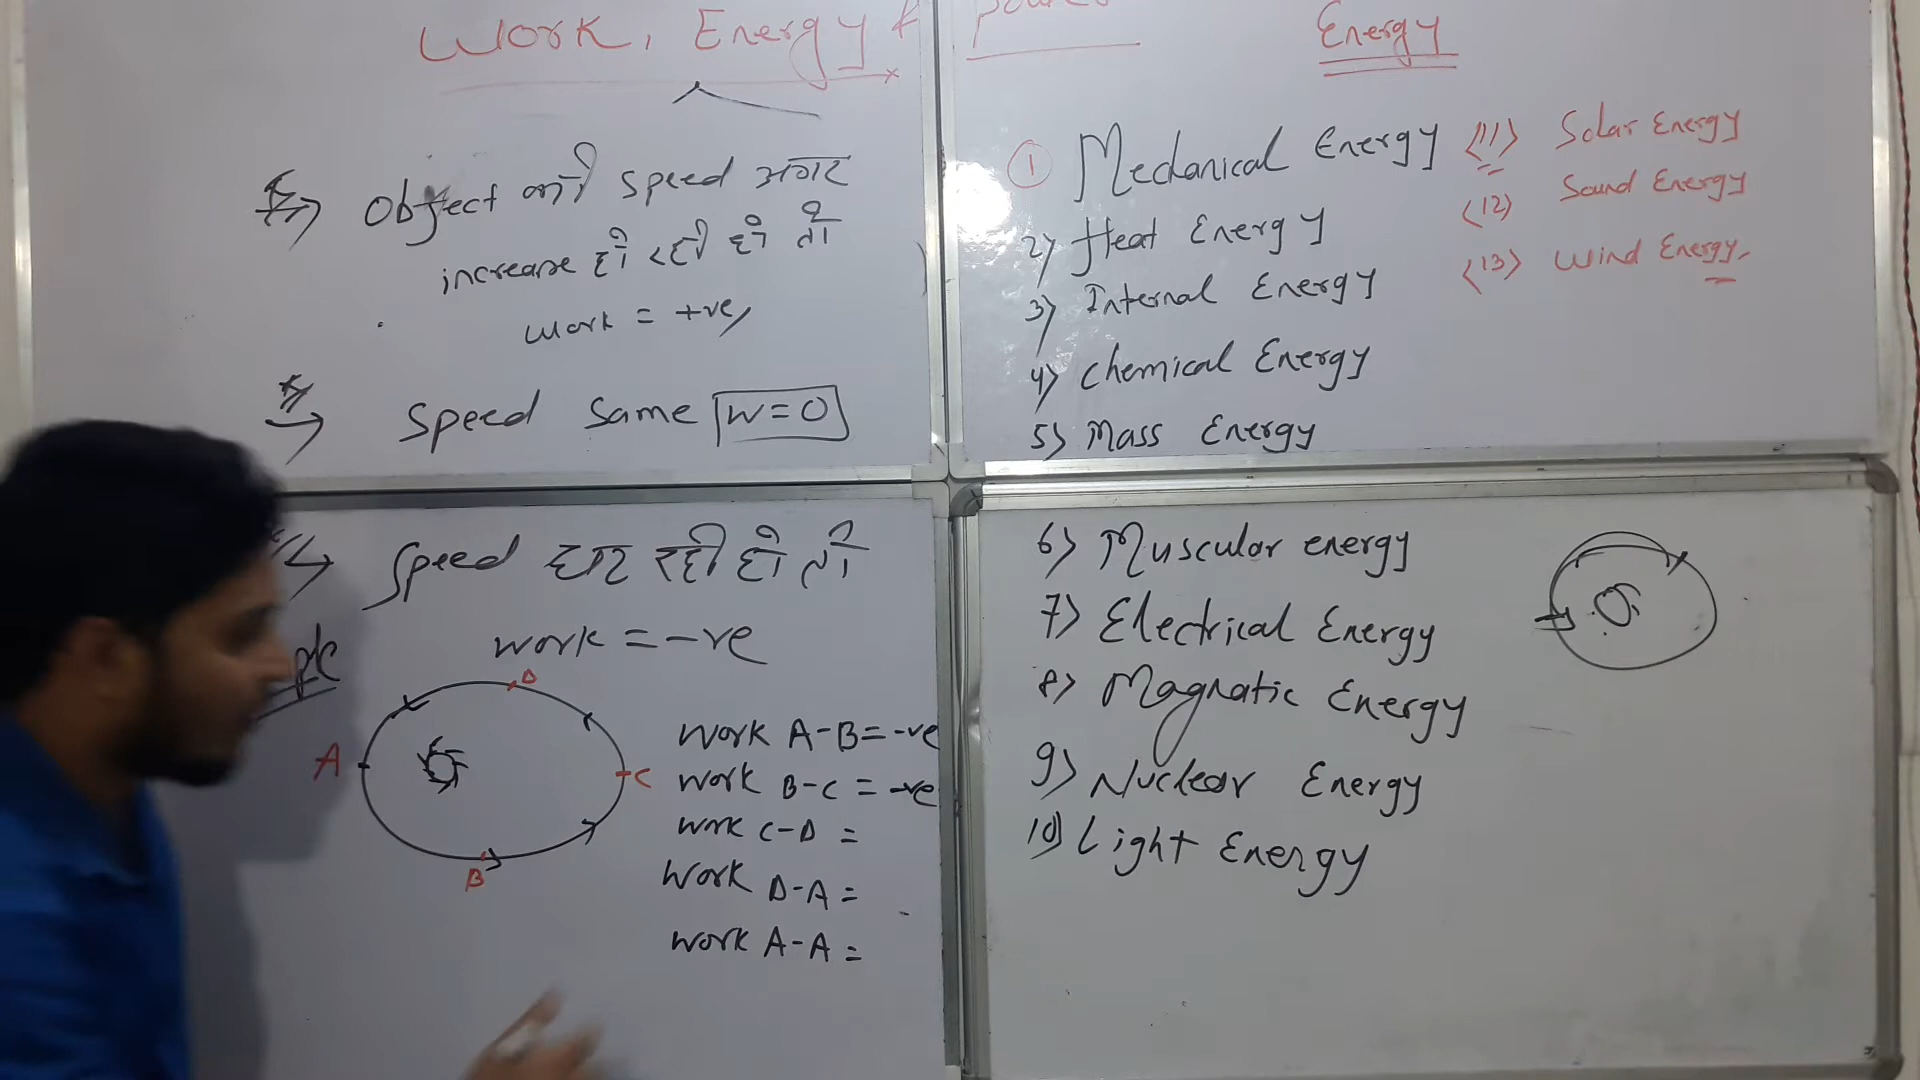 Work, Energy &
Object की speed अगर
increase हो रही हो तो
work = +ve,
Speed Same W=0
Speed घट रही हो तो
work = -ve
A
B
C
D
Work A-B = -ve
Work B-C = -ve
Work C-D =
Work D-A =
Work A-A =
Energy
1 Mechanical Energy
2) Heat Energy
3) Internal Energy
4) Chemical Energy
5) Mass Energy
6) Muscular energy
7) Electrical Energy
8) Magnatic Energy
9) Nuclear Energy
10) Light Energy
<11> Solar Energy
<12> Sound Energy
<13> Wind Energy